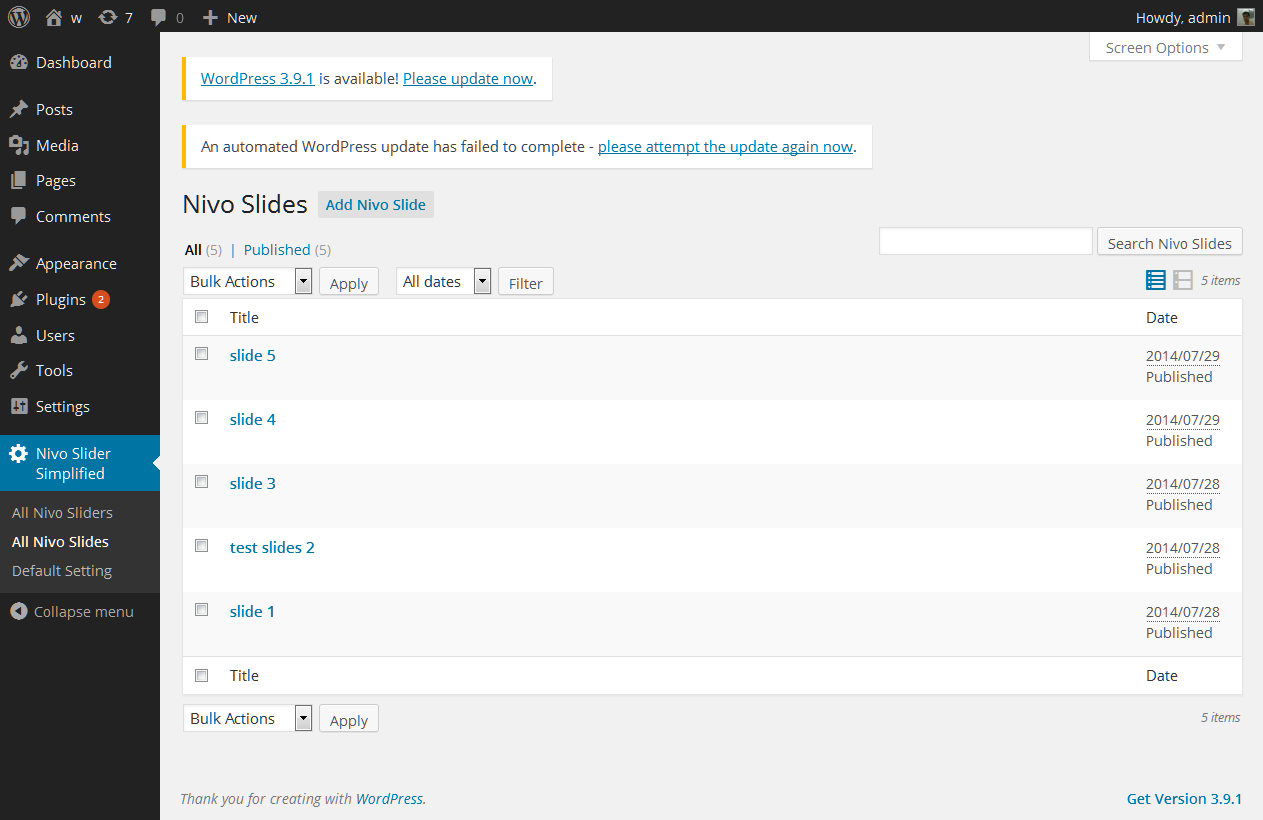 w 7 0 New Howdy, admin
Screen Options
Dashboard
Posts
Media
Pages
Comments
Appearance
Plugins 2
Users
Tools
Settings
Nivo Slider
Simplified
All Nivo Sliders
All Nivo Slides
Default Setting
Collapse menu
WordPress 3.9.1 is available! Please update now.
An automated WordPress update has failed to complete - please attempt the update again now.
Nivo Slides Add Nivo Slide
All (5) | Published (5)
Search Nivo Slides
Bulk Actions Apply All dates Filter 5 items
Title Date
slide 5 2014/07/29
Published
slide 4 2014/07/29
Published
slide 3 2014/07/28
Published
test slides 2 2014/07/28
Published
slide 1 2014/07/28
Published
Title Date
Bulk Actions Apply 5 items
Thank you for creating with WordPress. Get Version 3.9.1